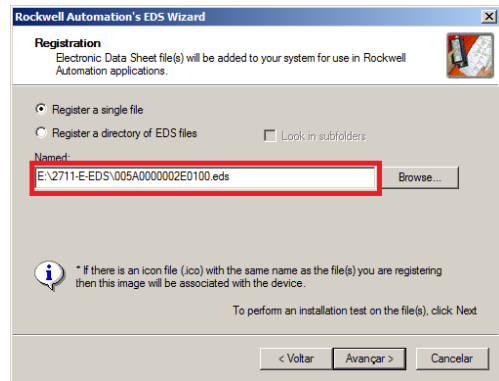 Rockwell Automation's EDS Wizard
Registration
Electronic Data Sheet file(s) will be added to your system for use in Rockwell
Automation applications.
Register a single file
Register a directory of EDS files
Look in subfolders
Named:
E:\2711-E-EDS\005A0000002E0100.eds
Browse...
* If there is an icon file (.ico) with the same name as the file(s) you are registering
then this image will be associated with the device.
To perform an installation test on the file(s), click Next
< Voltar
Avançar >
Cancelar